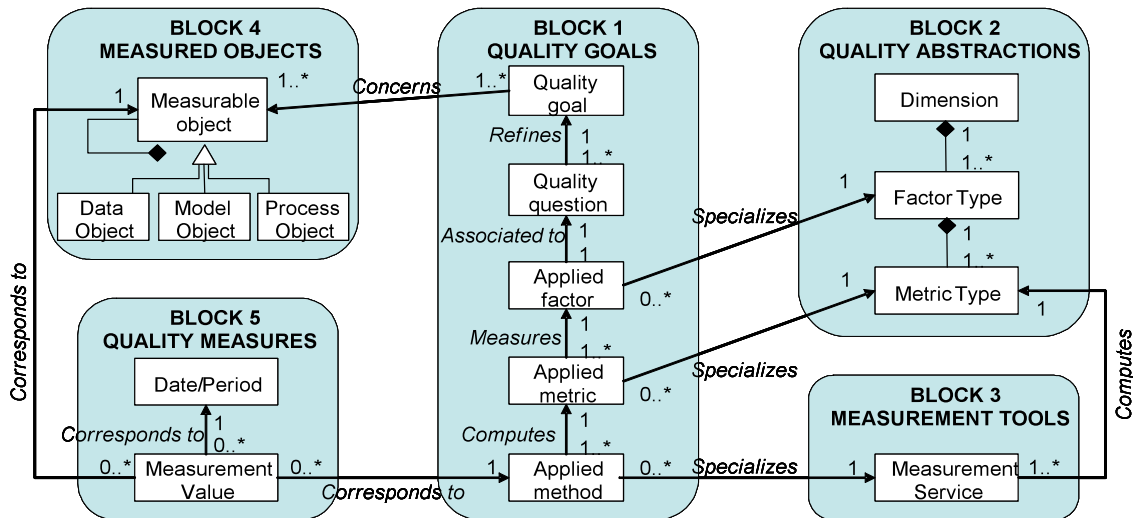 BLOCK 4
MEASURED OBJECTS
1
1..*
Measurable
object
Data
Object
Model
Object
Process
Object
Concerns
BLOCK 1
QUALITY GOALS
1..*
Quality
goal
Refines
1
1..*
Quality
question
Associated to
1
1
Applied
factor
0..*
Measures
1
1..*
Applied
metric
0..*
Computes
1
1..*
Applied
method
0..*
1
Specializes
Specializes
Specializes
BLOCK 2
QUALITY ABSTRACTIONS
Dimension
1
1..*
1
Factor Type
1
1..*
1
Metric Type
1
Computes
BLOCK 3
MEASUREMENT TOOLS
1
Measurement
Service
1..*
Corresponds to
BLOCK 5
QUALITY MEASURES
Date/Period
1
Corresponds to
0..*
0..*
Measurement
Value
0..*
Corresponds to